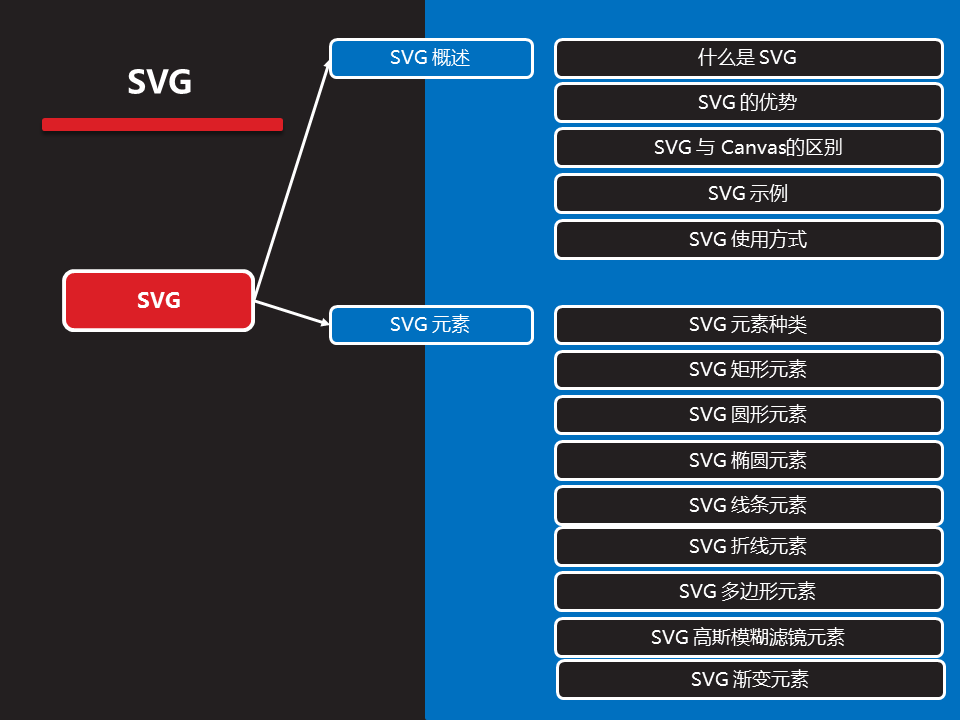 SVG
SVG
SVG 概述
什么是 SVG
SVG 的优势
SVG 与 Canvas的区别
SVG 示例
SVG 使用方式
SVG 元素
SVG 元素种类
SVG 矩形元素
SVG 圆形元素
SVG 椭圆元素
SVG 线条元素
SVG 折线元素
SVG 多边形元素
SVG 高斯模糊滤镜元素
SVG 渐变元素